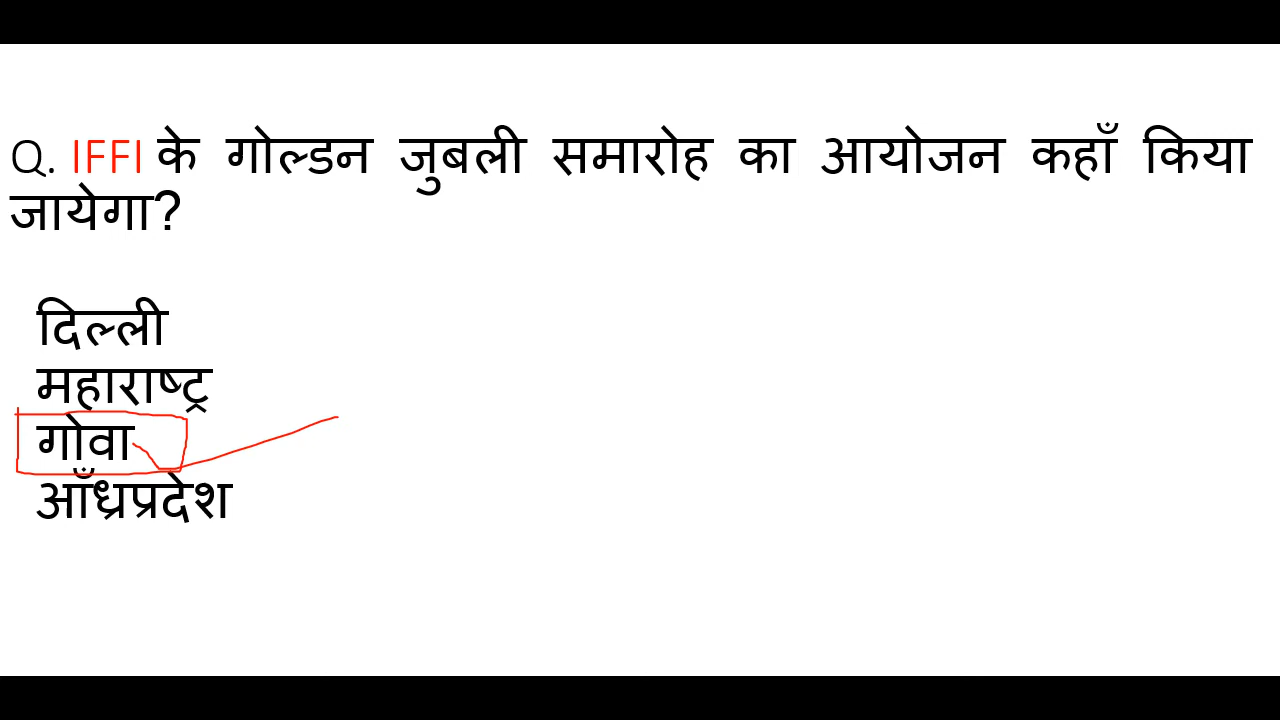 Q. IFFI के गोल्डन जुबली समारोह का आयोजन कहाँ किया
जायेगा?
दिल्ली
महाराष्ट्र
गोवा
आँध्रप्रदेश